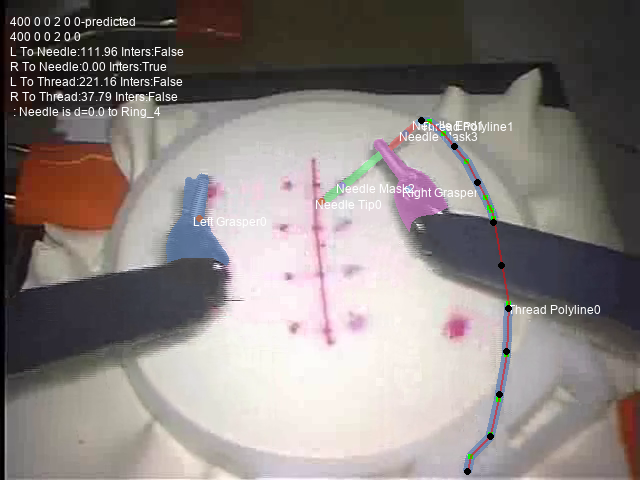 400 0 0 2 0 0-predicted
400 0 0 2 0 0
L To Needle:111.96 Inters:False
R To Needle:0.00 Inters:True
L To Thread:221.16 Inters:False
R To Thread:37.79 Inters:False
: Needle is d=0.0 to Ring_4
Thread Polyline1
Needle Mask3
Needle Mask2
Right Grasper
Needle Tip0
Left Grasper0
Thread Polyline0